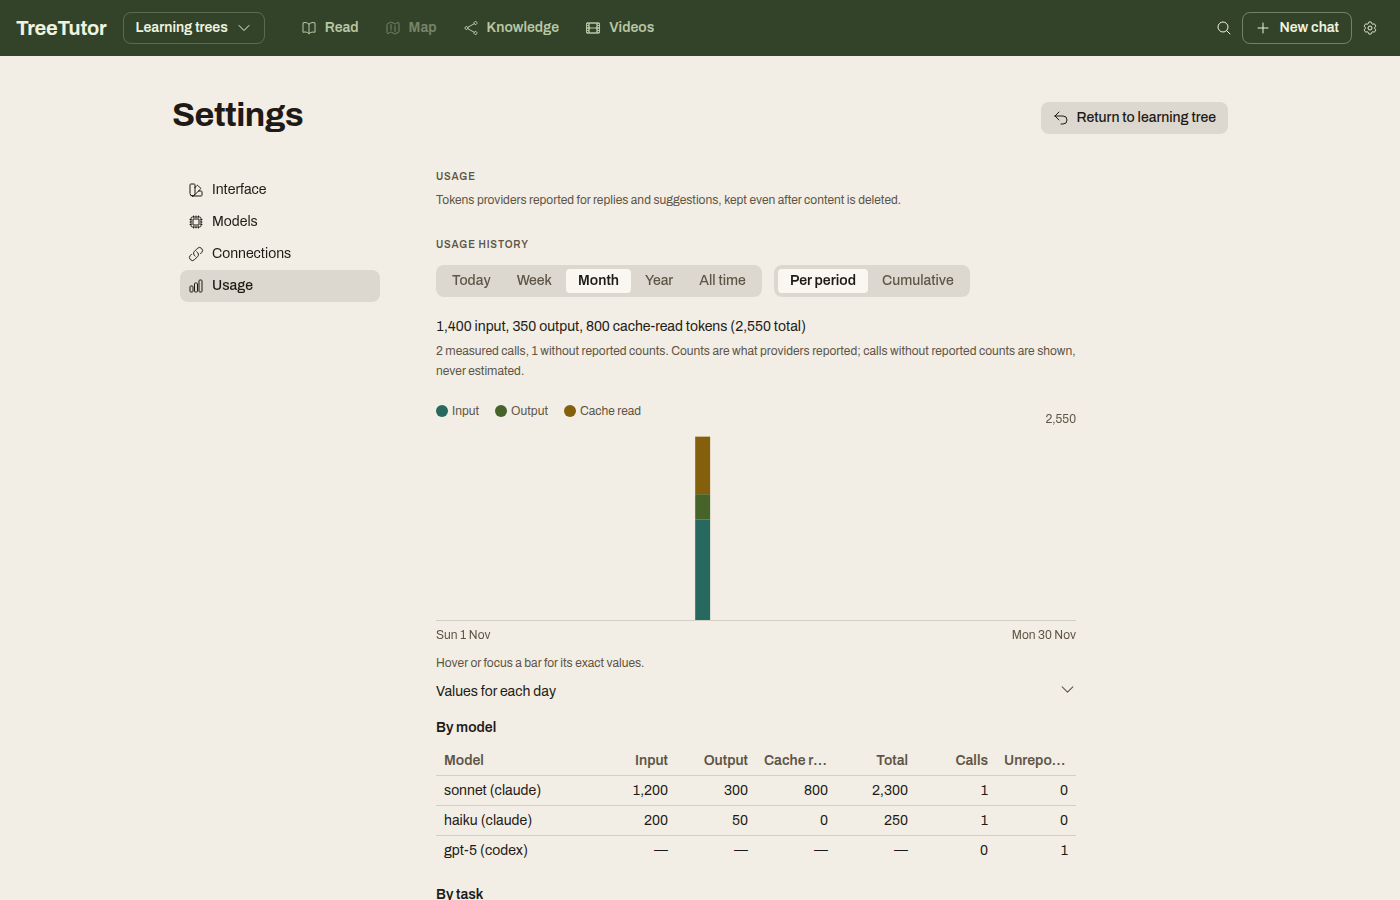 TreeTutor
Learning trees
Read
Map
Knowledge
Videos
New chat
Settings
Return to learning tree
Interface
Models
Connections
Usage
USAGE
Tokens providers reported for replies and suggestions, kept even after content is deleted.
USAGE HISTORY
Today Week Month Year All time
Per period Cumulative
1,400 input, 350 output, 800 cache-read tokens (2,550 total)
2 measured calls, 1 without reported counts. Counts are what providers reported; calls without reported counts are shown,
never estimated.
Input Output Cache read
2,550
Sun 1 Nov Mon 30 Nov
Hover or focus a bar for its exact values.
Values for each day
By model
Model Input Output Cache r… Total Calls Unrepo…
sonnet (claude) 1,200 300 800 2,300 1 0
haiku (claude) 200 50 0 250 1 0
gpt-5 (codex) — — — — 0 1
By task